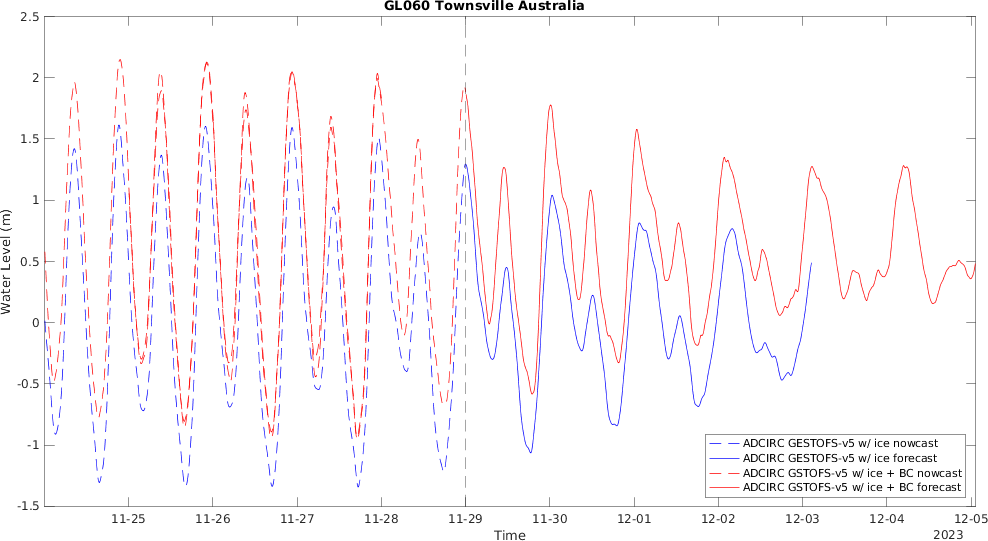 GL060 Townsville Australia
2.5
2
1.5
1
0.5
0
-0.5
-1
-1.5
Water Level (m)
ADCIRC GESTOFS-v5 w/ ice nowcast
ADCIRC GESTOFS-v5 w/ ice forecast
ADCIRC GSTOFS-v5 w/ ice + BC nowcast
ADCIRC GSTOFS-v5 w/ ice + BC forecast
11-25 11-26 11-27 11-28 11-29 11-30 12-01 12-02 12-03 12-04 12-05
Time
2023